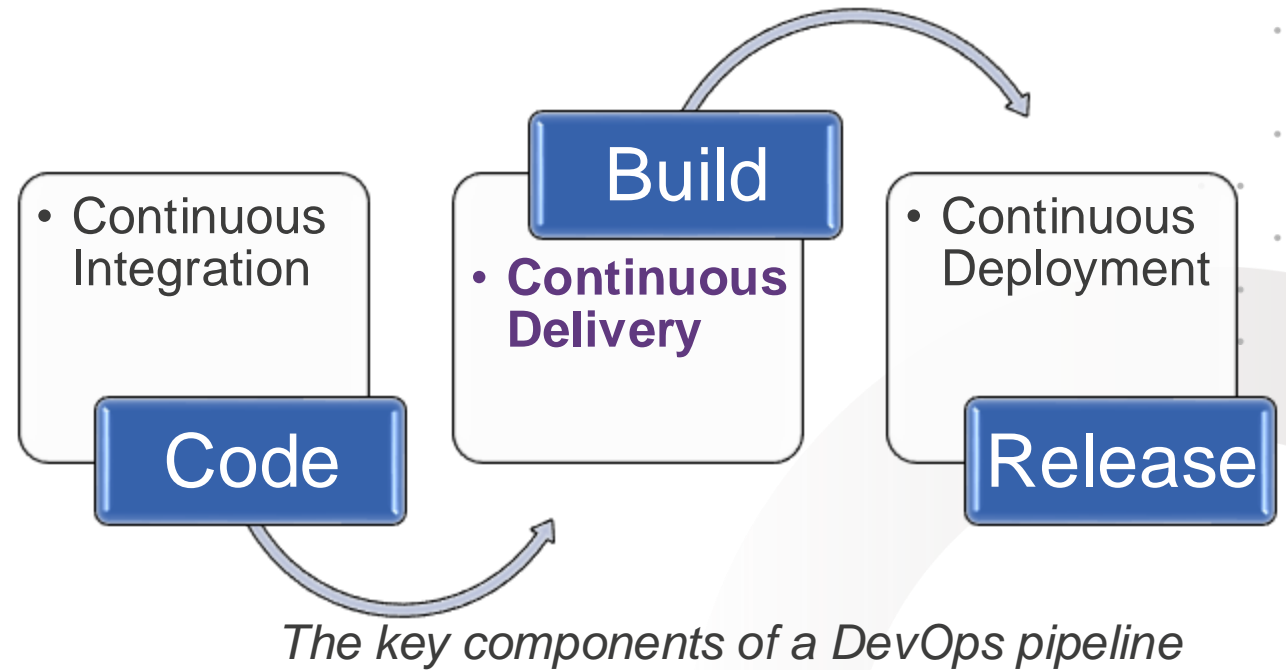 • Continuous
Integration
Code
Build
• Continuous
Delivery
• Continuous
Deployment
Release
The key components of a DevOps pipeline